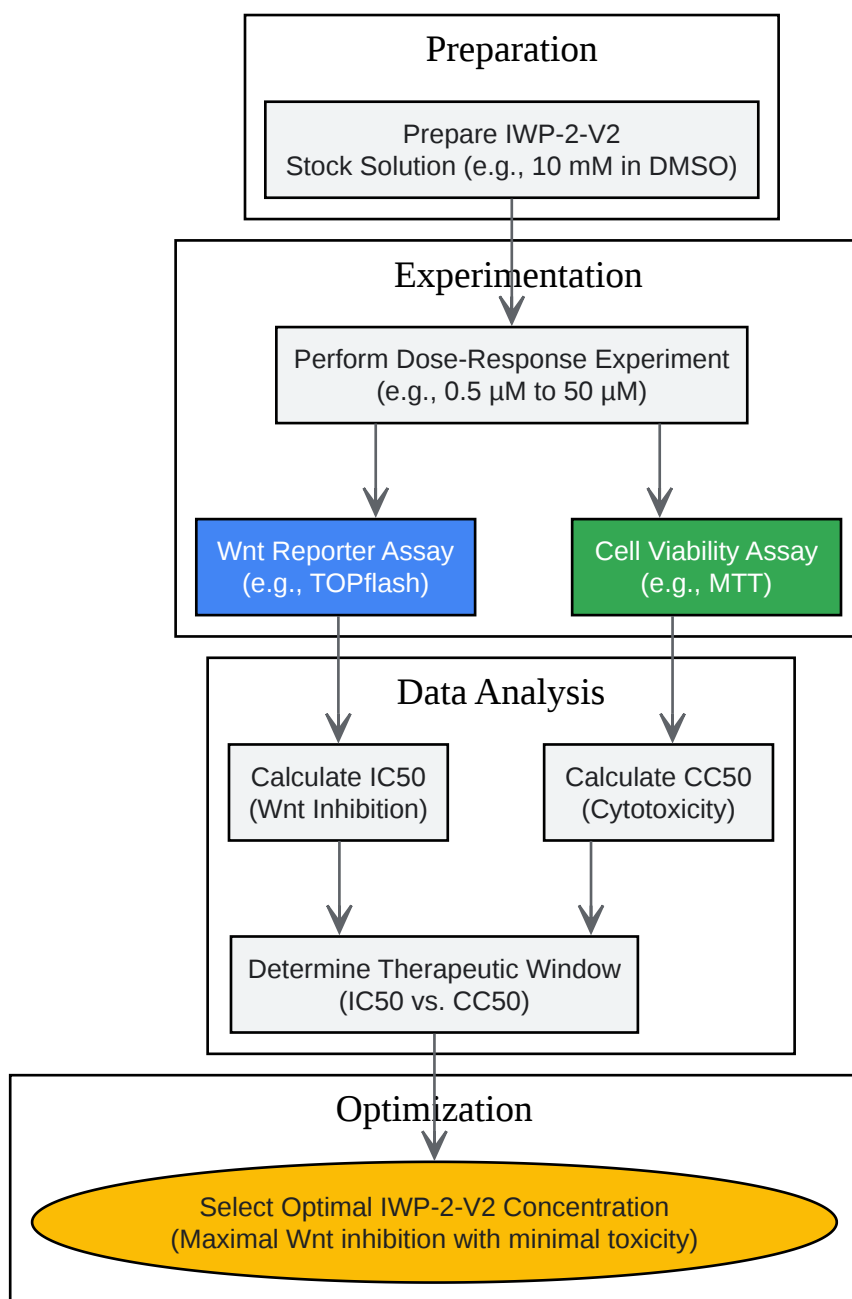 Preparation
Prepare IWP-2-V2
Stock Solution (e.g., 10 mM in DMSO)
Experimentation
Perform Dose-Response Experiment
(e.g., 0.5 µM to 50 µM)
Wnt Reporter Assay
(e.g., TOPflash)
Cell Viability Assay
(e.g., MTT)
Data Analysis
Calculate IC50
(Wnt Inhibition)
Calculate CC50
(Cytotoxicity)
Determine Therapeutic Window
(IC50 vs. CC50)
Optimization
Select Optimal IWP-2-V2 Concentration
(Maximal Wnt inhibition with minimal toxicity)